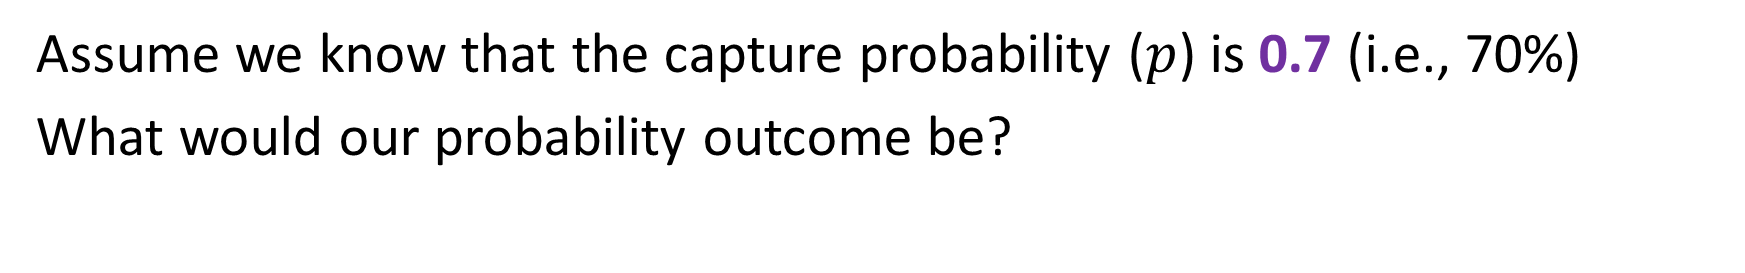 Assume we know that the capture probability (p) is 0.7 (i.e., 70%)
What would our probability outcome be?